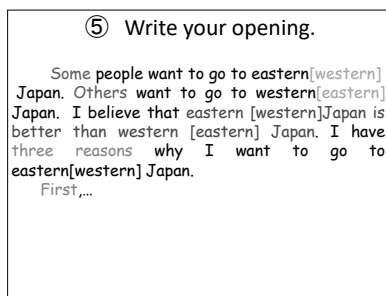 ⑤ Write your opening.
Some people want to go to eastern[western]
Japan. Others want to go to western[eastern]
Japan. I believe that eastern [western]Japan is
better than western [eastern] Japan. I have
three reasons why I want to go to
eastern[western] Japan.
First,…